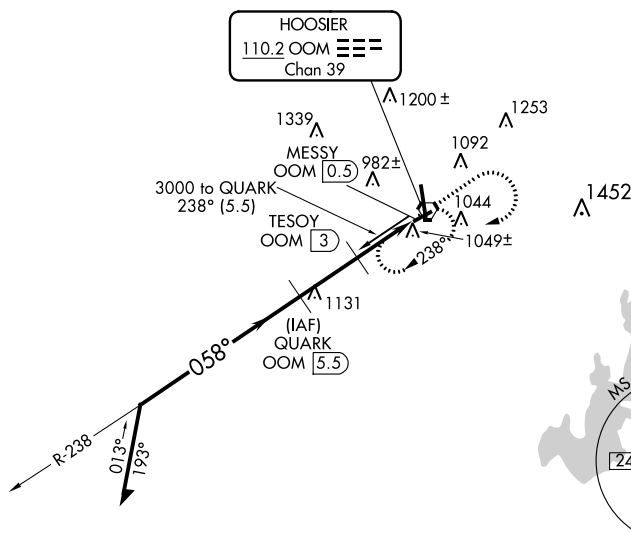 HOOSIER
110.2 OOM
Chan 39
1200 ±
1253
1339
MESSY
OOM 0.5
982±
1092
1452
3000 to QUARK
238° (5.5)
TESOY
OOM 3
1044
1049±
238°
1131
(IAF)
QUARK
OOM 5.5
058°
R-238
013°
193°
MS
24